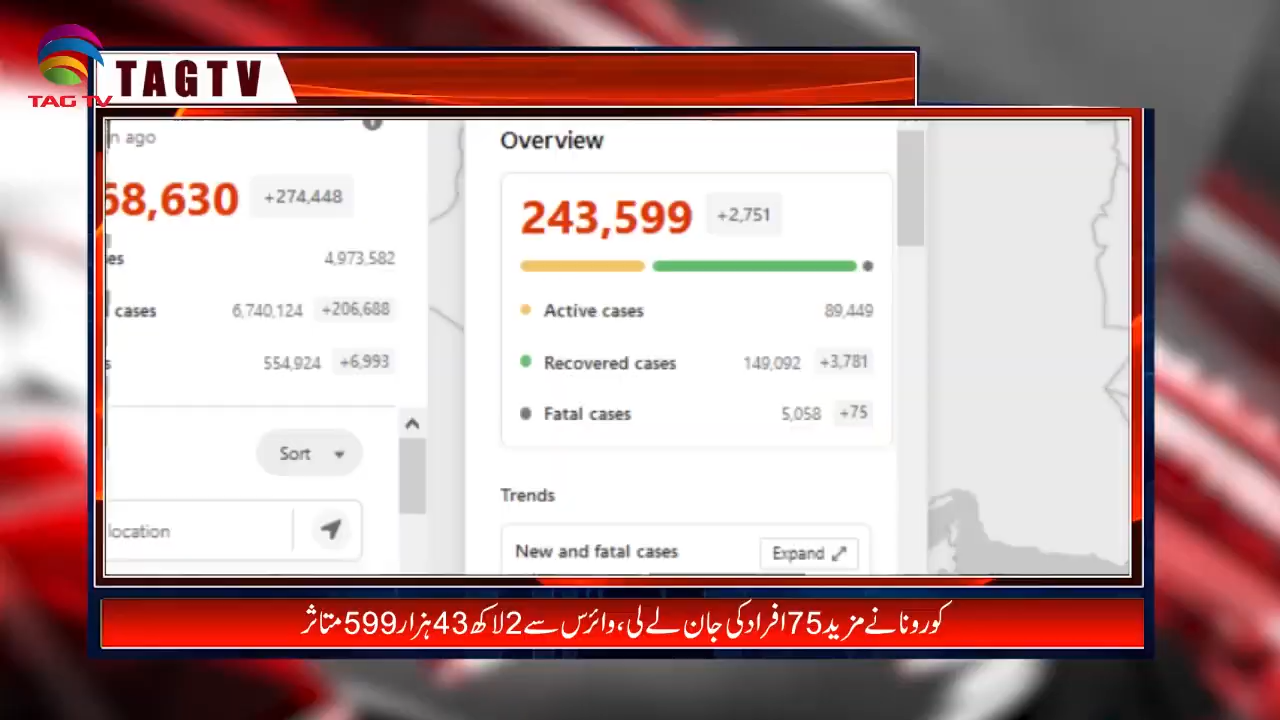 TAGTV
TAG TV
n ago
68,630 +274,448
es 4,973,582
cases 6,740,124 +206,688
s 554,924 +6,993
Sort
location
Overview
243,599 +2,751
Active cases 89,449
Recovered cases 149,092 +3,781
Fatal cases 5,058 +75
Trends
New and fatal cases Expand
کورونا نے مزید 75 افراد کی جان لے لی، وائرس سے 2 لاکھ 43 ہزار 599 متاثر